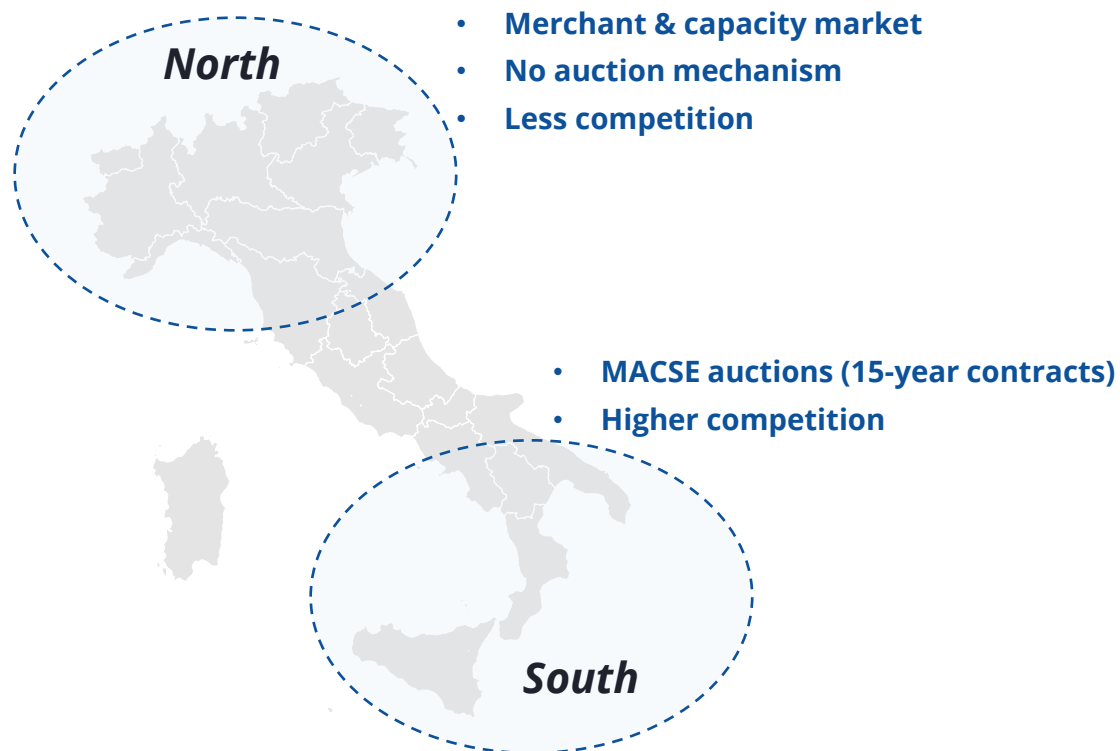 North
• Merchant & capacity market
• No auction mechanism
• Less competition
• MACSE auctions (15-year contracts)
• Higher competition
South